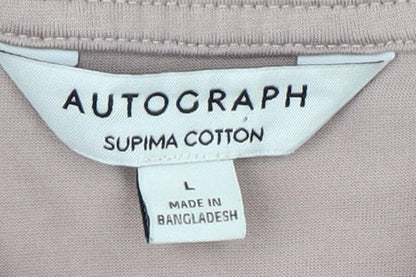 AUTOGRAPH
SUPIMA COTTON
L
MADE IN
BANGLADESH